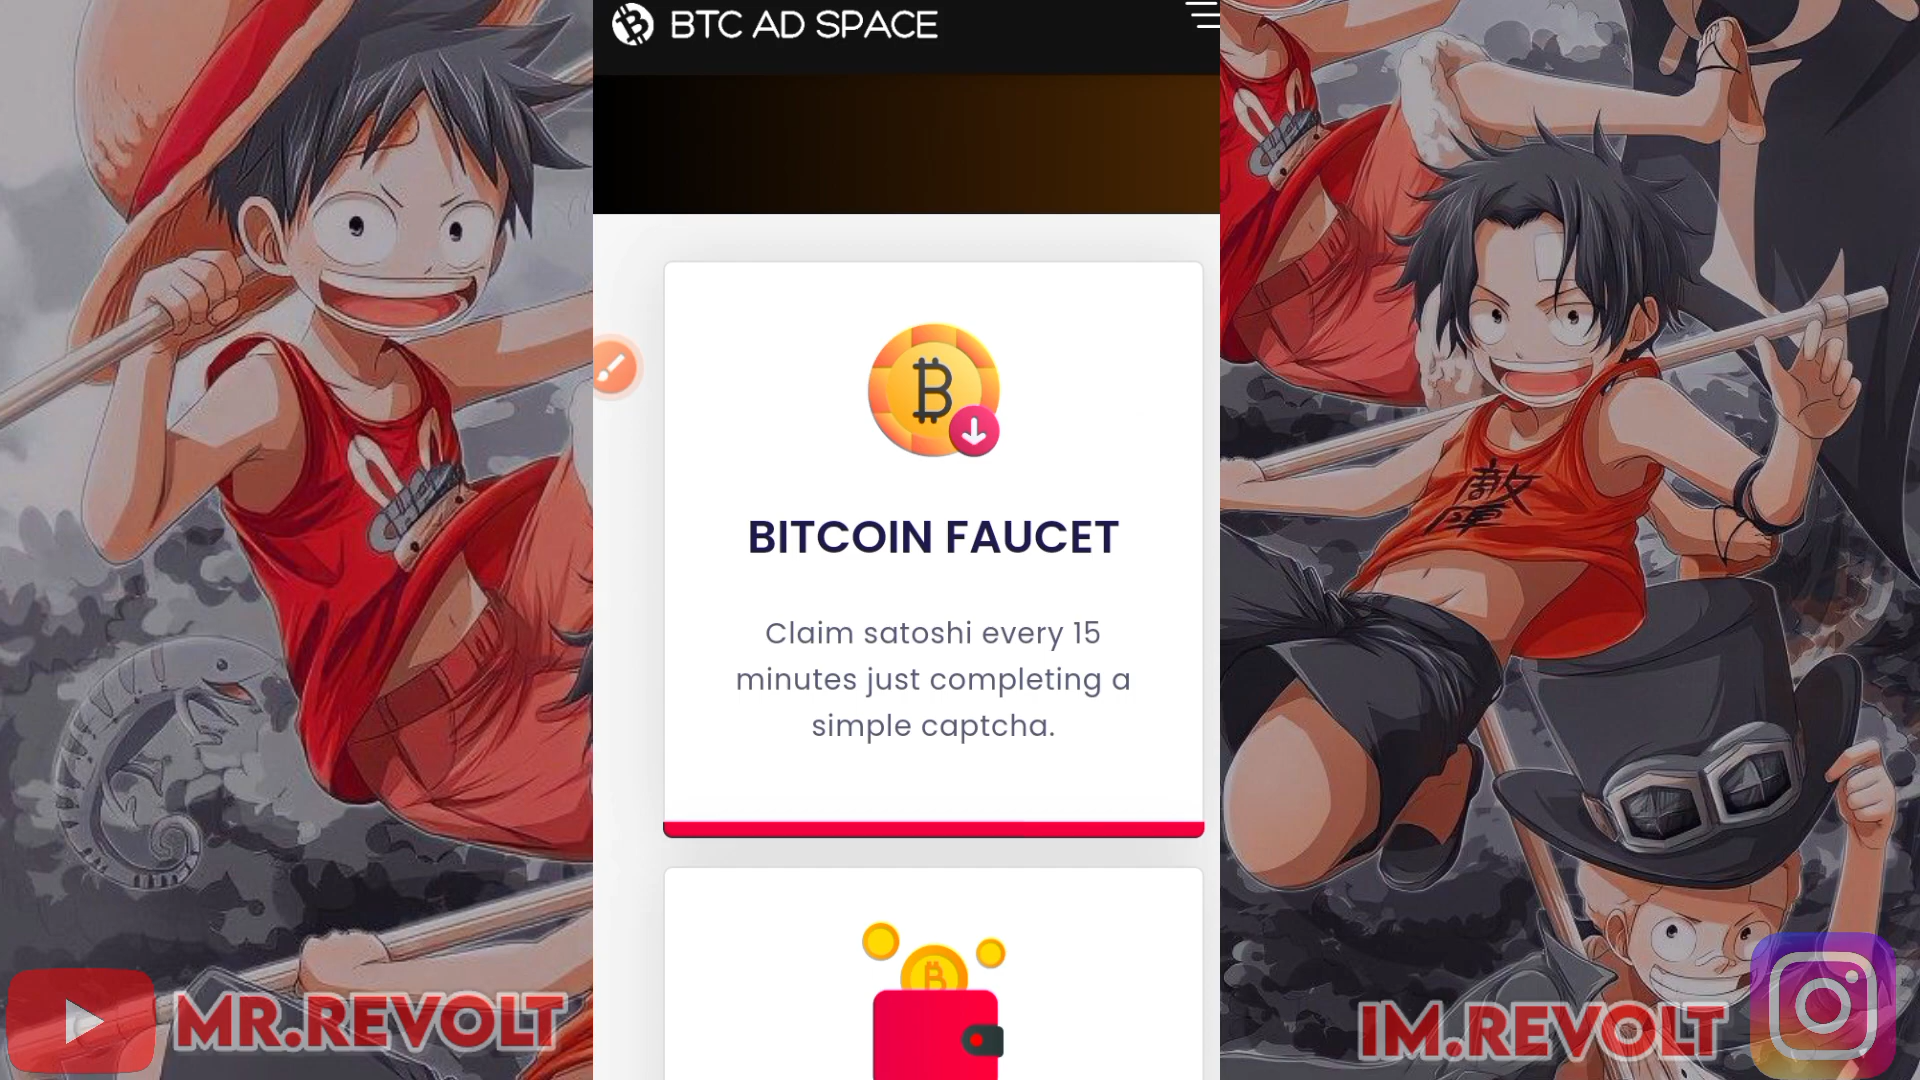 BTC AD SPACE
BITCOIN FAUCET
Claim satoshi every 15
minutes just completing a
simple captcha.
MR.REVOLT
IM.REVOLT